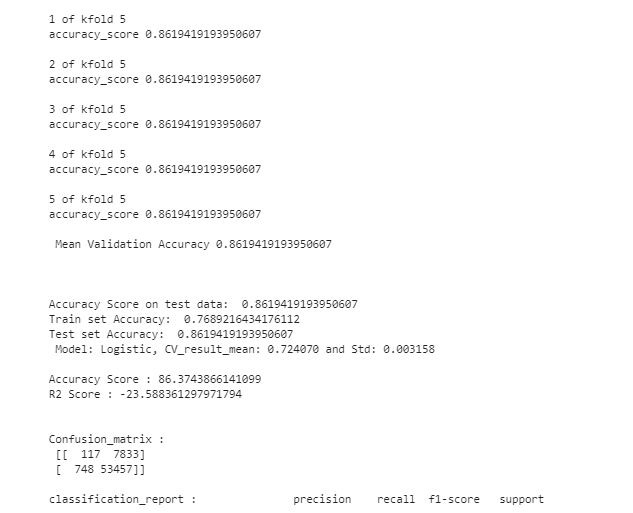 1 of kfold 5
accuracy_score 0.8619419193950607
2 of kfold 5
accuracy_score 0.8619419193950607
3 of kfold 5
accuracy_score 0.8619419193950607
4 of kfold 5
accuracy_score 0.8619419193950607
5 of kfold 5
accuracy_score 0.8619419193950607
Mean Validation Accuracy 0.8619419193950607
Accuracy Score on test data:  0.8619419193950607
Train set Accuracy:  0.7689216434176112
Test set Accuracy:  0.8619419193950607
Model: Logistic, CV_result_mean: 0.724070 and Std: 0.003158
Accuracy Score : 86.3743866141099
R2 Score : -23.588361297971794
Confusion_matrix :
[[  117  7833]
[  748 53457]]
classification_report :               precision    recall  f1-score   support